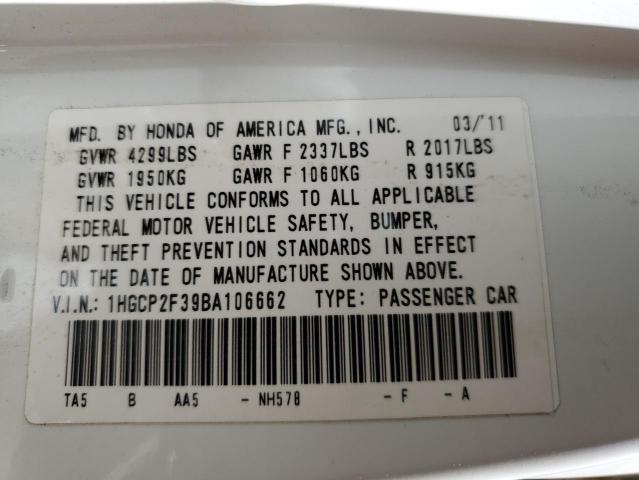 MFD. BY HONDA OF AMERICA MFG., INC. 03/'11
GVWR 4299LBS GAWR F 2337LBS R 2017LBS
GVWR 1950KG GAWR F 1060KG R 915KG
THIS VEHICLE CONFORMS TO ALL APPLICABLE
FEDERAL MOTOR VEHICLE SAFETY, BUMPER,
AND THEFT PREVENTION STANDARDS IN EFFECT
ON THE DATE OF MANUFACTURE SHOWN ABOVE.
V.I.N.: 1HGCP2F39BA106662 TYPE: PASSENGER CAR
TA5 B AA5 - NH578 - F - A